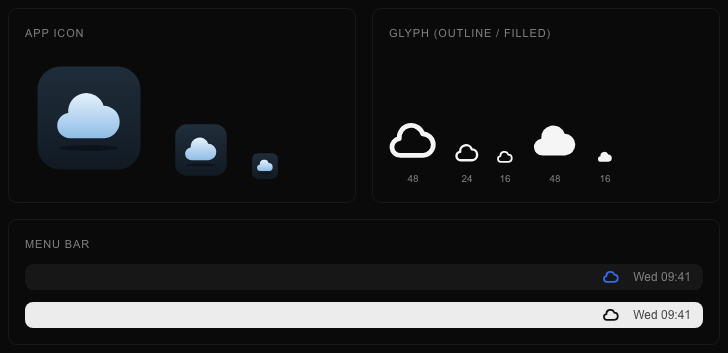 APP ICON
GLYPH (OUTLINE / FILLED)
48 24 16 48 16
MENU BAR
Wed 09:41
Wed 09:41